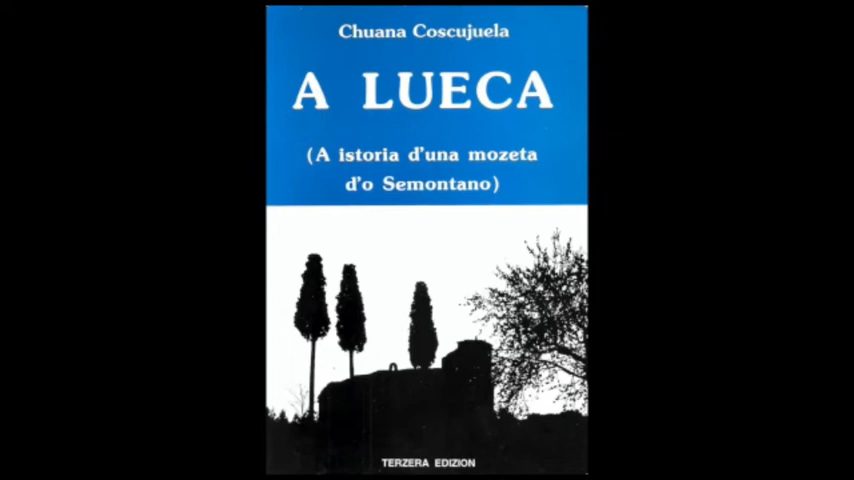 Chuana Coscujuela
A LUECA
(A istoria d'una mozeta
d'o Semontano)
TERZERA EDIZION